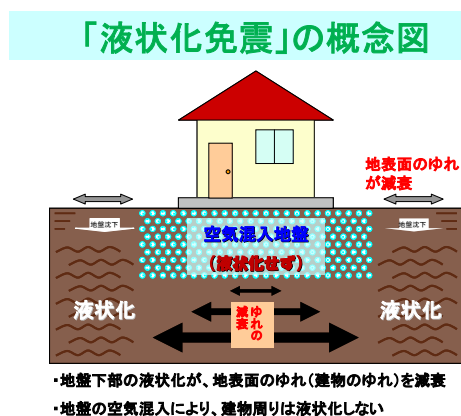 「液状化免震」の概念図
地表面のゆれ
が減衰
地盤沈下
地盤沈下
空気混入地盤
(液状化せず)
液状化
ゆれの
減衰
液状化
・地盤下部の液状化が、地表面のゆれ(建物のゆれ)を減衰
・地盤の空気混入により、建物周りは液状化しない